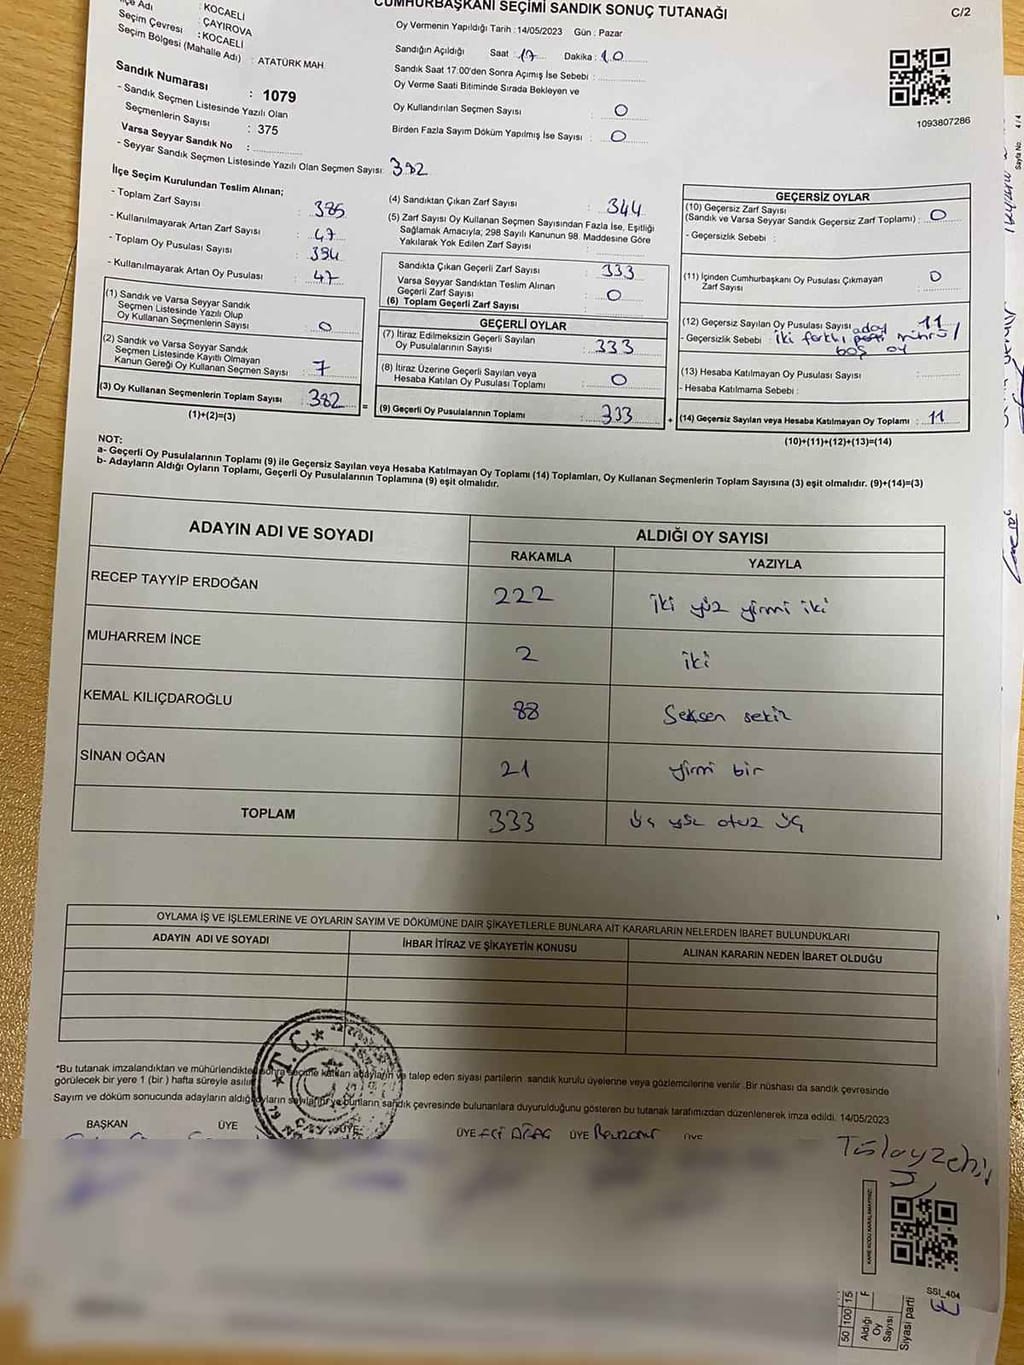 CUMHURBAŞKANI SEÇİMİ SANDIK SONUÇ TUTANAĞI
C/2
İlçe Adı : KOCAELİ
: ÇAYIROVA
Seçim Çevresi : KOCAELİ
Seçim Bölgesi (Mahalle Adı) : ATATÜRK MAH.
Sandık Numarası : 1079
- Sandık Seçmen Listesinde Yazılı Olan
Seçmenlerin Sayısı : 375
Varsa Seyyar Sandık No :
- Seyyar Sandık Seçmen Listesinde Yazılı Olan Seçmen Sayısı: 382
Oy Vermenin Yapıldığı Tarih : 14/05/2023 Gün : Pazar
Sandığın Açıldığı Saat : 17 Dakika : 10
Sandık Saat 17:00'den Sonra Açımış İse Sebebi :
Oy Verme Saati Bitiminde Sırada Bekleyen ve
Oy Kullandırılan Seçmen Sayısı : 0
Birden Fazla Sayım Döküm Yapılmış İse Sayısı : 0
1093807286
İlçe Seçim Kurulundan Teslim Alınan;
- Toplam Zarf Sayısı : 385
- Kullanılmayarak Artan Zarf Sayısı : 47
- Toplam Oy Pusulası Sayısı : 394
- Kullanılmayarak Artan Oy Pusulası : 47
(1) Sandık ve Varsa Seyyar Sandık
Seçmen Listesinde Yazılı Olup
Oy Kullanan Seçmenlerin Sayısı : 0
(2) Sandık ve Varsa Seyyar Sandık
Seçmen Listesinde Kayıtlı Olmayan
Kanun Gereği Oy Kullanan Seçmen Sayısı : 7
(3) Oy Kullanan Seçmenlerin Toplam Sayısı : 382
(1)+(2)=(3)
(4) Sandıktan Çıkan Zarf Sayısı : 344
(5) Zarf Sayısı Oy Kullanan Seçmen Sayısından Fazla İse, Eşitliği
Sağlamak Amacıyla; 298 Sayılı Kanunun 98. Maddesine Göre
Yakılarak Yok Edilen Zarf Sayısı :
Sandıkta Çıkan Geçerli Zarf Sayısı : 333
Varsa Seyyar Sandıktan Teslim Alınan
Geçerli Zarf Sayısı : 0
(6) Toplam Geçerli Zarf Sayısı
GEÇERLİ OYLAR
(7) İtiraz Edilmeksizin Geçerli Sayılan
Oy Pusulalarının Sayısı : 333
(8) İtiraz Üzerine Geçerli Sayılan veya
Hesaba Katılan Oy Pusulası Toplamı : 0
=
(9) Geçerli Oy Pusulalarının Toplamı : 333
+
GEÇERSİZ OYLAR
(10) Geçersiz Zarf Sayısı
(Sandık ve Varsa Seyyar Sandık Geçersiz Zarf Toplamı) : 0
- Geçersizlik Sebebi :
(11) İçinden Cumhurbaşkanı Oy Pusulası Çıkmayan
Zarf Sayısı : 0
(12) Geçersiz Sayılan Oy Pusulası Sayısı : 11
aday
- Geçersizlik Sebebi : iki farklı parti mührü /
boş oy
(13) Hesaba Katılmayan Oy Pusulası Sayısı :
- Hesaba Katılmama Sebebi :
(14) Geçersiz Sayılan veya Hesaba Katılmayan Oy Toplamı : 11
(10)+(11)+(12)+(13)=(14)
NOT:
a- Geçerli Oy Pusulalarının Toplamı (9) ile Geçersiz Sayılan veya Hesaba Katılmayan Oy Toplamı (14) Toplamları, Oy Kullanan Seçmenlerin Toplam Sayısına (3) eşit olmalıdır. (9)+(14)=(3)
b- Adayların Aldığı Oyların Toplamı, Geçerli Oy Pusulalarının Toplamına (9) eşit olmalıdır.
ADAYIN ADI VE SOYADI
ALDIĞI OY SAYISI
RAKAMLA YAZIYLA
RECEP TAYYİP ERDOĞAN 222 iki yüz yirmi iki
MUHARREM İNCE 2 iki
KEMAL KILIÇDAROĞLU 88 Seksen sekiz
SİNAN OĞAN 21 yirmi bir
TOPLAM 333 üç yüz otuz üç
OYLAMA İŞ VE İŞLEMLERİNE VE OYLARIN SAYIM VE DÖKÜMÜNE DAİR ŞİKAYETLERLE BUNLARA AİT KARARLARIN NELERDEN İBARET BULUNDUKLARI
ADAYIN ADI VE SOYADI İHBAR İTİRAZ VE ŞİKAYETİN KONUSU ALINAN KARARIN NEDEN İBARET OLDUĞU
T.C.
*Bu tutanak imzalandıktan ve mühürlendikten sonra seçime katılan adayların ve talep eden siyasi partilerin sandık kurulu üyelerine veya gözlemcilerine verilir. Bir nüshası da sandık çevresinde
görülecek bir yere 1 (bir) hafta süreyle asılır.
Sayım ve döküm sonucunda adayların aldığı oyların sayılarını ve bunların sandık çevresinde bulunanlara duyurulduğunu gösteren bu tutanak tarafımızdan düzenlenerek imza edildi. 14/05/2023
BAŞKAN ÜYE ÜYE ÜYE ÜYE ÜYE
SSI_404
50 100 15
Aldığı
Oy
Sayısı
Siyasi parti
Sayfa No: 4/4